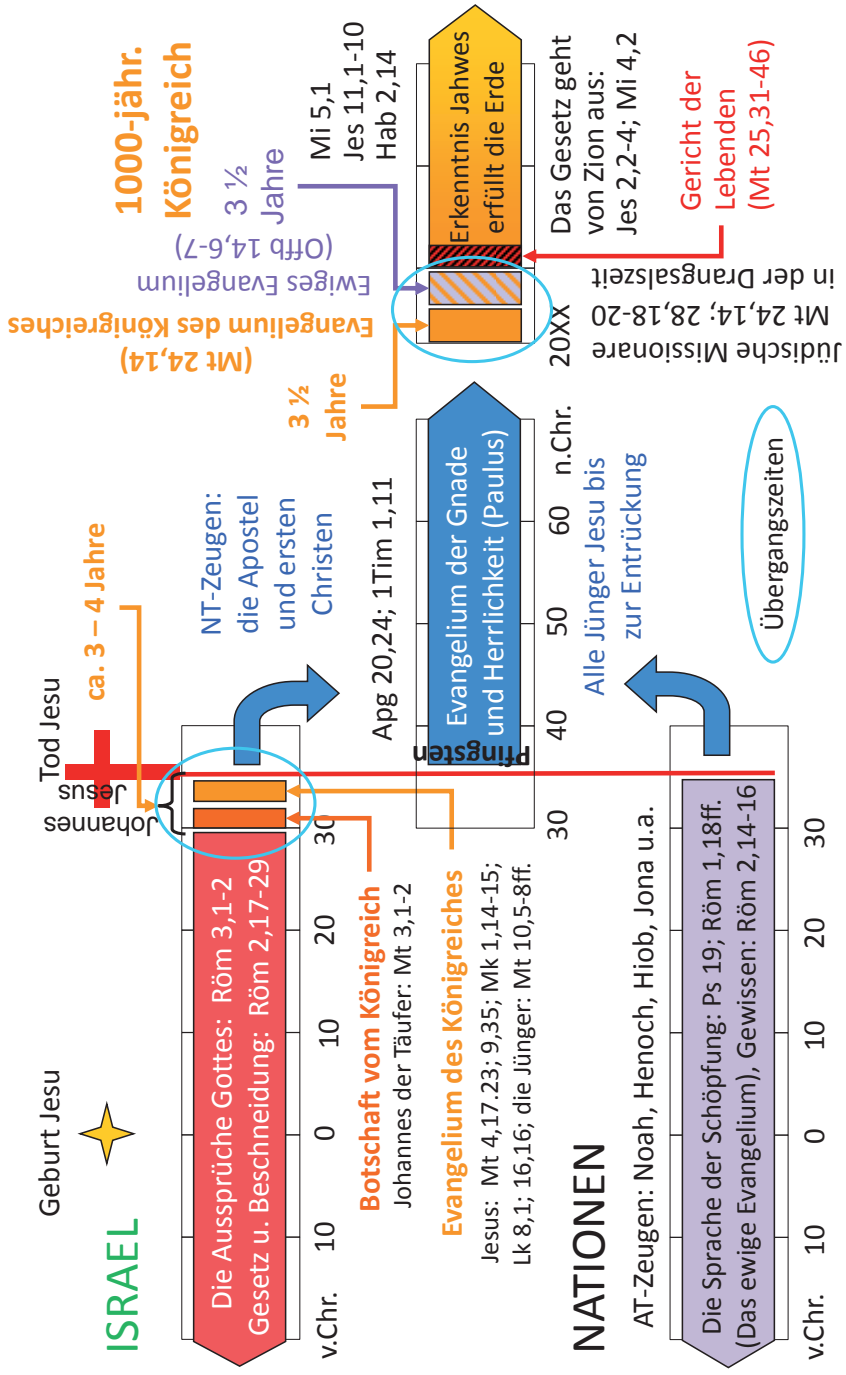 Geburt Jesu
Tod Jesu
ca. 3 – 4 Jahre
ISRAEL
Johannes
Jesus
Die Aussprüche Gottes: Röm 3,1-2
Gesetz u. Beschneidung: Röm 2,17-29
v.Chr. 10 0 10 20 30
Botschaft vom Königreich
Johannes der Täufer: Mt 3,1-2
Evangelium des Königreiches
Jesus: Mt 4,17.23; 9,35; Mk 1,14-15;
Lk 8,1; 16,16; die Jünger: Mt 10,5-8ff.
NT-Zeugen:
die Apostel
und ersten
Christen
Apg 20,24; 1Tim 1,11
Pfingsten
Evangelium der Gnade
und Herrlichkeit (Paulus)
30 40 50 60 n.Chr.
Alle Jünger Jesu bis
zur Entrückung
NATIONEN
AT-Zeugen: Noah, Henoch, Hiob, Jona u.a.
Die Sprache der Schöpfung: Ps 19; Röm 1,18ff.
(Das ewige Evangelium), Gewissen: Röm 2,14-16
v.Chr. 10 0 10 20 30
Übergangszeiten
3 ½
Jahre
Evangelium des Königreiches
(Mt 24,14)
Ewiges Evangelium
(Offb 14,6-7)
3 ½
Jahre
1000-jähr.
Königreich
Mi 5,1
Jes 11,1-10
Hab 2,14
Erkenntnis Jahwes
erfüllt die Erde
20XX
Jüdische Missionare
Mt 24,14; 28,18-20
in der Drangsalszeit
Das Gesetz geht
von Zion aus:
Jes 2,2-4; Mi 4,2
Gericht der
Lebenden
(Mt 25,31-46)